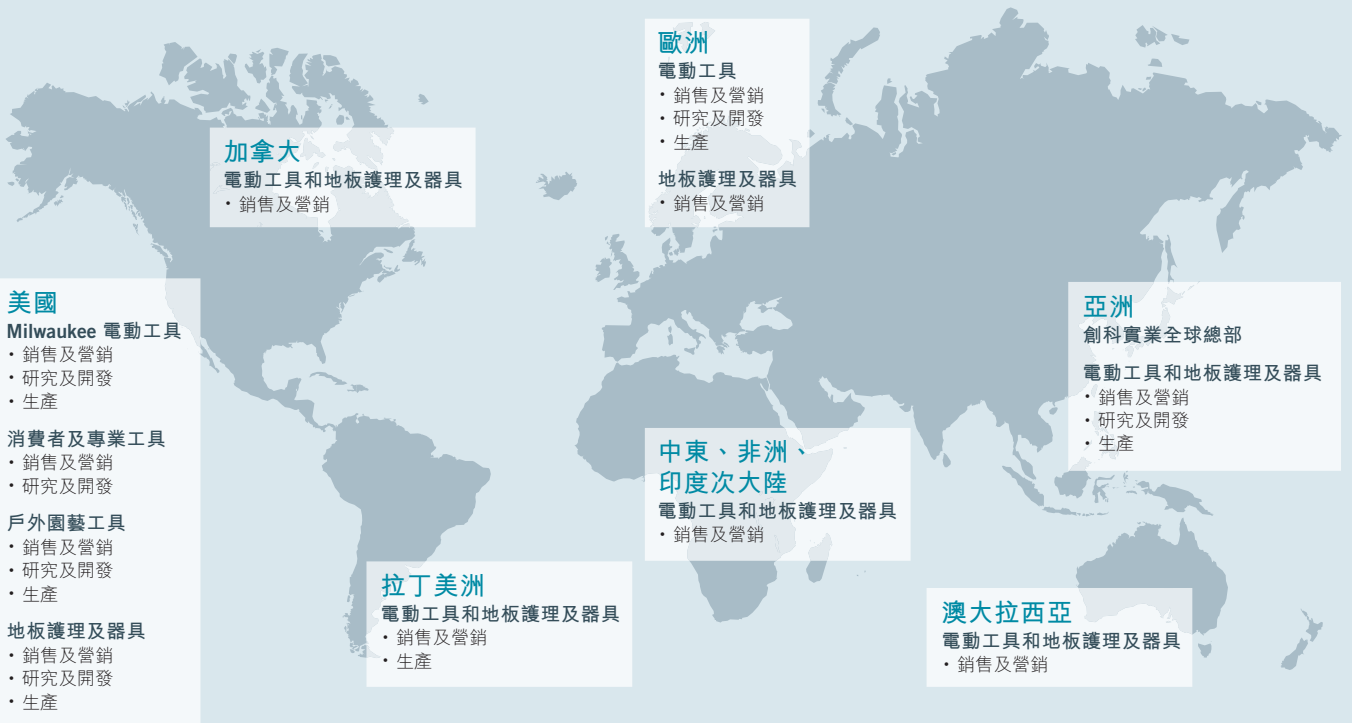 歐洲
電動工具
・銷售及營銷
・研究及開發
・生產
地板護理及器具
・銷售及營銷
加拿大
電動工具和地板護理及器具
・銷售及營銷
美國
Milwaukee 電動工具
・銷售及營銷
・研究及開發
・生產
消費者及專業工具
・銷售及營銷
・研究及開發
戶外園藝工具
・銷售及營銷
・研究及開發
・生產
地板護理及器具
・銷售及營銷
・研究及開發
・生產
亞洲
創科實業全球總部
電動工具和地板護理及器具
・銷售及營銷
・研究及開發
・生產
中東、非洲、
印度次大陸
電動工具和地板護理及器具
・銷售及營銷
拉丁美洲
電動工具和地板護理及器具
・銷售及營銷
・生產
澳大拉西亞
電動工具和地板護理及器具
・銷售及營銷